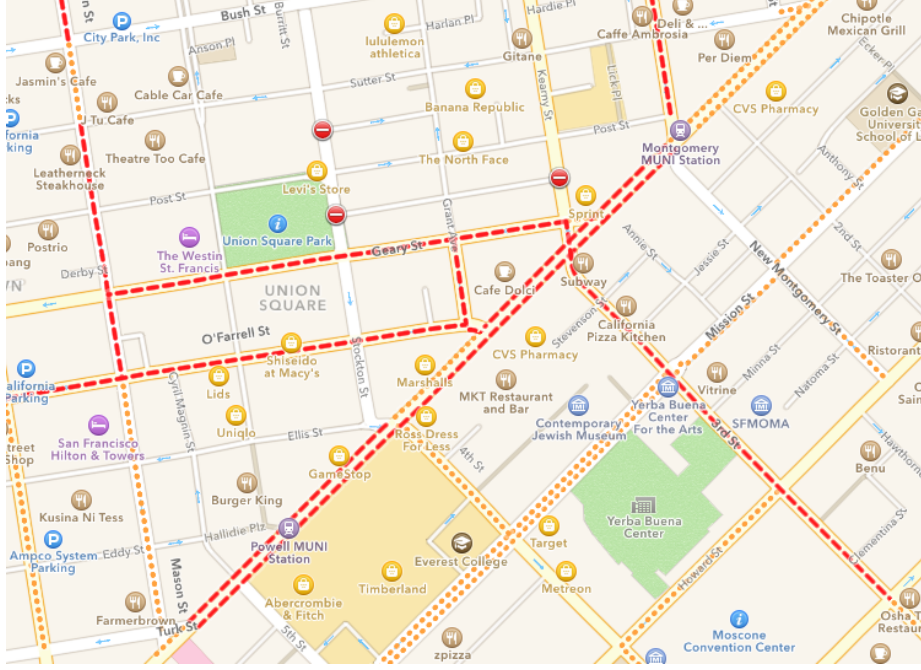 Bush St
City Park, Inc
Burritt St
Anson Pl
lululemon
athletica
Harlan Pl
Hardie Pl
Gitane
Deli & ...
Caffe Ambrosia
Chipotle
Mexican Grill
Jasmin's Cafe
Cable Car Cafe
Sutter St
Kearny St
Lick Pl
Per Diem
Ecker Pl
CVS Pharmacy
Banana Republic
J Tu Cafe
Theatre Too Cafe
The North Face
Post St
Montgomery
MUNI Station
Golden Ga
Universit
School of L
Leatherneck
Steakhouse
Levi's Store
Post St
Anthony St
Grant Ave
Sprint
Postrio
The Westin
St. Francis
Union Square Park
Geary St
Annie St
Jessie St
2nd St
New Montgomery St
Derby St
UNION
SQUARE
Cafe Dolci
Subway
The Toaster O
O'Farrell St
Stevenson St
California
Pizza Kitchen
Mission St
Shiseido
at Macy's
Stockton St
CVS Pharmacy
Minna St
Natoma St
Ristorant
California
Parking
Lids
Cyril Magnin St
Marshalls
MKT Restaurant
and Bar
Vitrine
Uniqlo
Ellis St
Ross Dress
For Less
Contemporary
Jewish Museum
Yerba Buena
Center
For the Arts
SFMOMA
3rd St
San Francisco
Hilton & Towers
GameStop
4th St
Hawthorne
Benu
Burger King
Kusina Ni Tess
Hallidie Plz
Powell MUNI
Station
Yerba Buena
Center
Eddy St
Ampco System
Parking
Everest College
Target
Clementina St
Howard St
Mason St
Timberland
Metreon
Abercrombie
& Fitch
Farmerbrown
Turk St
5th St
zpizza
Moscone
Convention Center
Osha T
Restaur